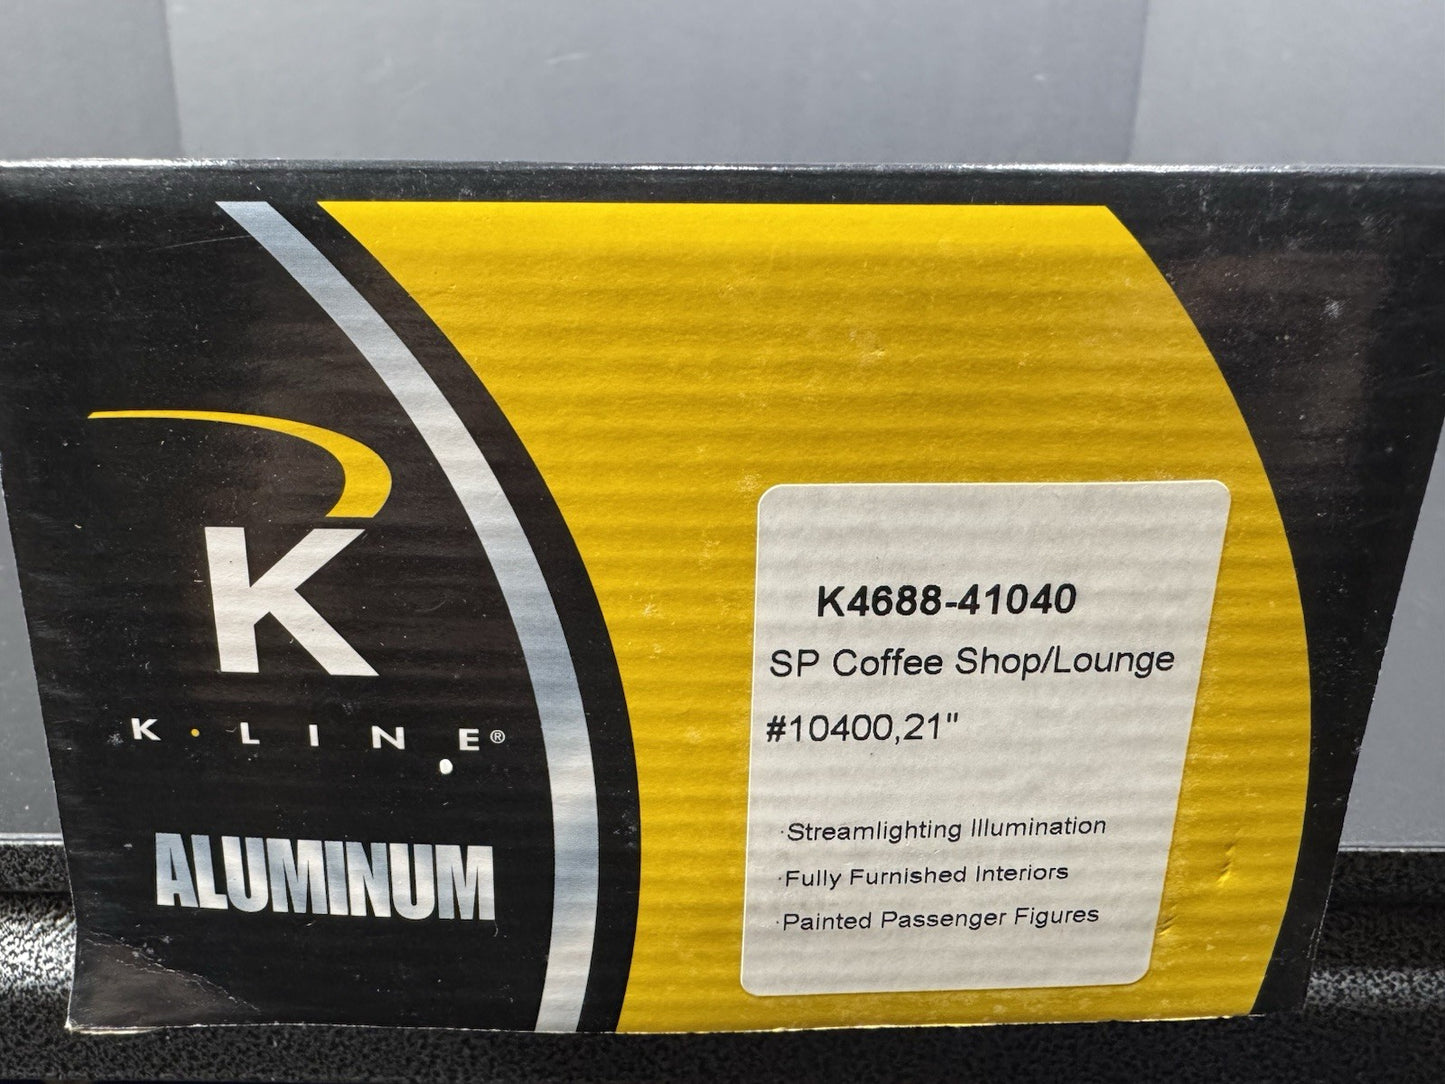 K
K·LINE®
ALUMINUM
K4688-41040
SP Coffee Shop/Lounge
#10400,21"
·Streamlighting Illumination
·Fully Furnished Interiors
·Painted Passenger Figures